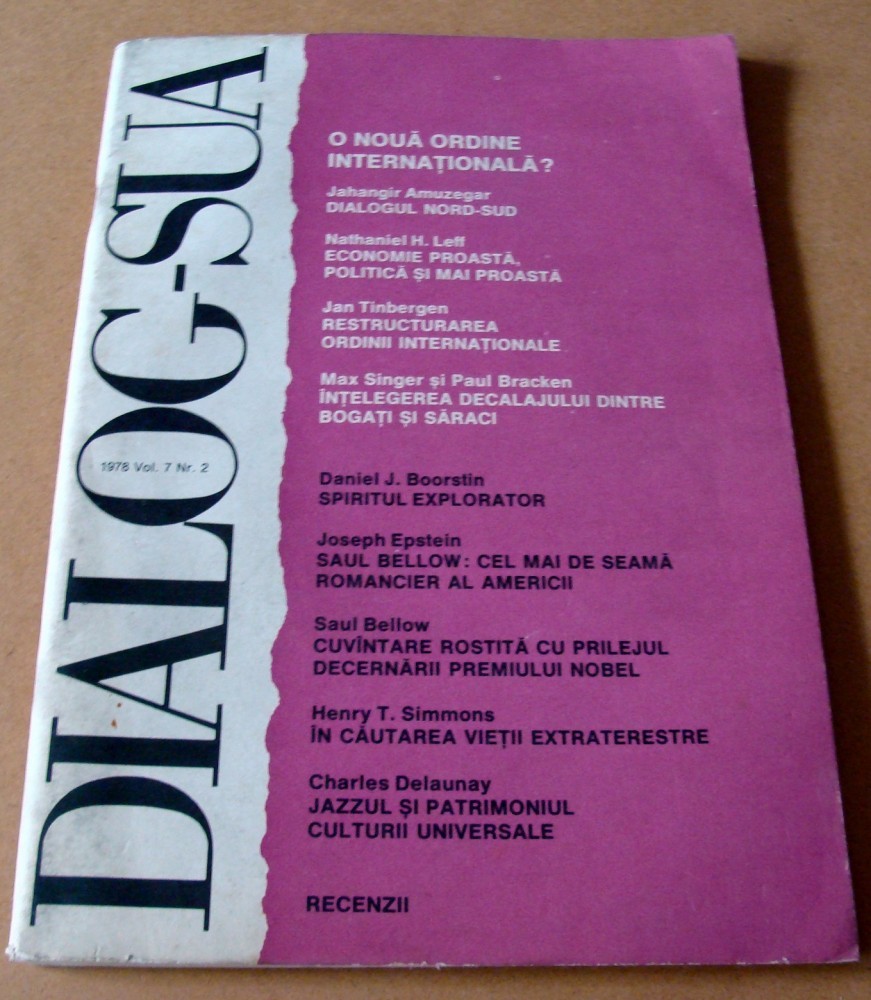 DIALOG-SUA
1978 Vol. 7 Nr. 2
O NOUĂ ORDINE
INTERNAȚIONALĂ?
Jahangir Amuzegar
DIALOGUL NORD-SUD
Nathaniel H. Leff
ECONOMIE PROASTĂ,
POLITICĂ ȘI MAI PROASTĂ
Jan Tinbergen
RESTRUCTURAREA
ORDINII INTERNAȚIONALE
Max Singer și Paul Bracken
ÎNȚELEGEREA DECALAJULUI DINTRE
BOGAȚI ȘI SĂRACI
Daniel J. Boorstin
SPIRITUL EXPLORATOR
Joseph Epstein
SAUL BELLOW: CEL MAI DE SEAMĂ
ROMANCIER AL AMERICII
Saul Bellow
CUVÎNTARE ROSTITĂ CU PRILEJUL
DECERNĂRII PREMIULUI NOBEL
Henry T. Simmons
ÎN CĂUTAREA VIEȚII EXTRATERESTRE
Charles Delaunay
JAZZUL ȘI PATRIMONIUL
CULTURII UNIVERSALE
RECENZII